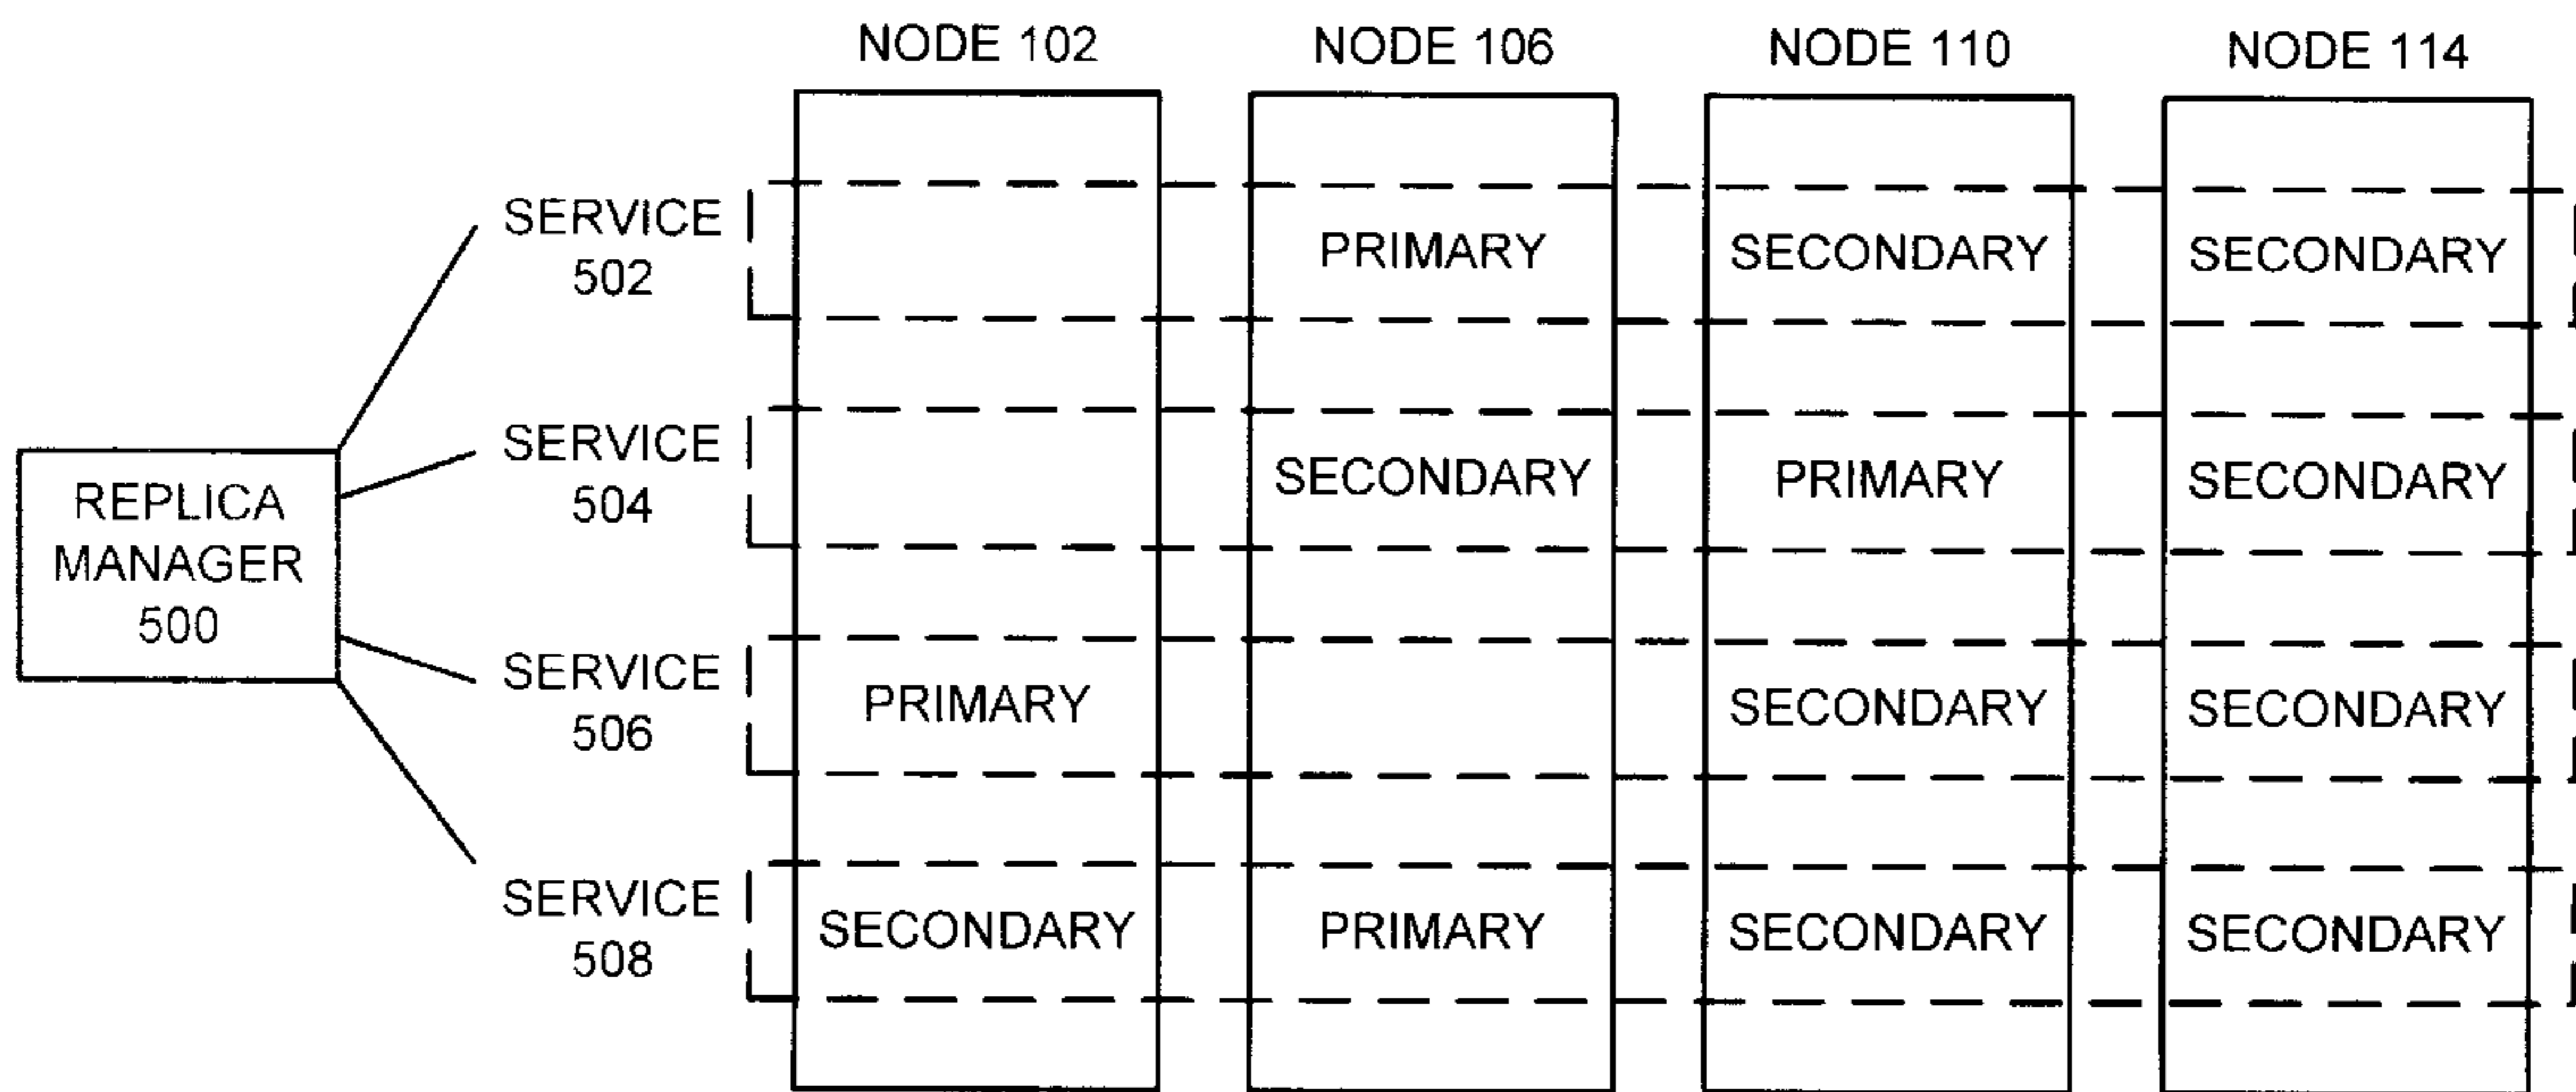 NODE 102 NODE 106 NODE 110 NODE 114
SERVICE
502
PRIMARY SECONDARY SECONDARY
SERVICE
504
SECONDARY PRIMARY SECONDARY
REPLICA
MANAGER
500
SERVICE
506
PRIMARY SECONDARY SECONDARY
SERVICE
508
SECONDARY PRIMARY SECONDARY SECONDARY